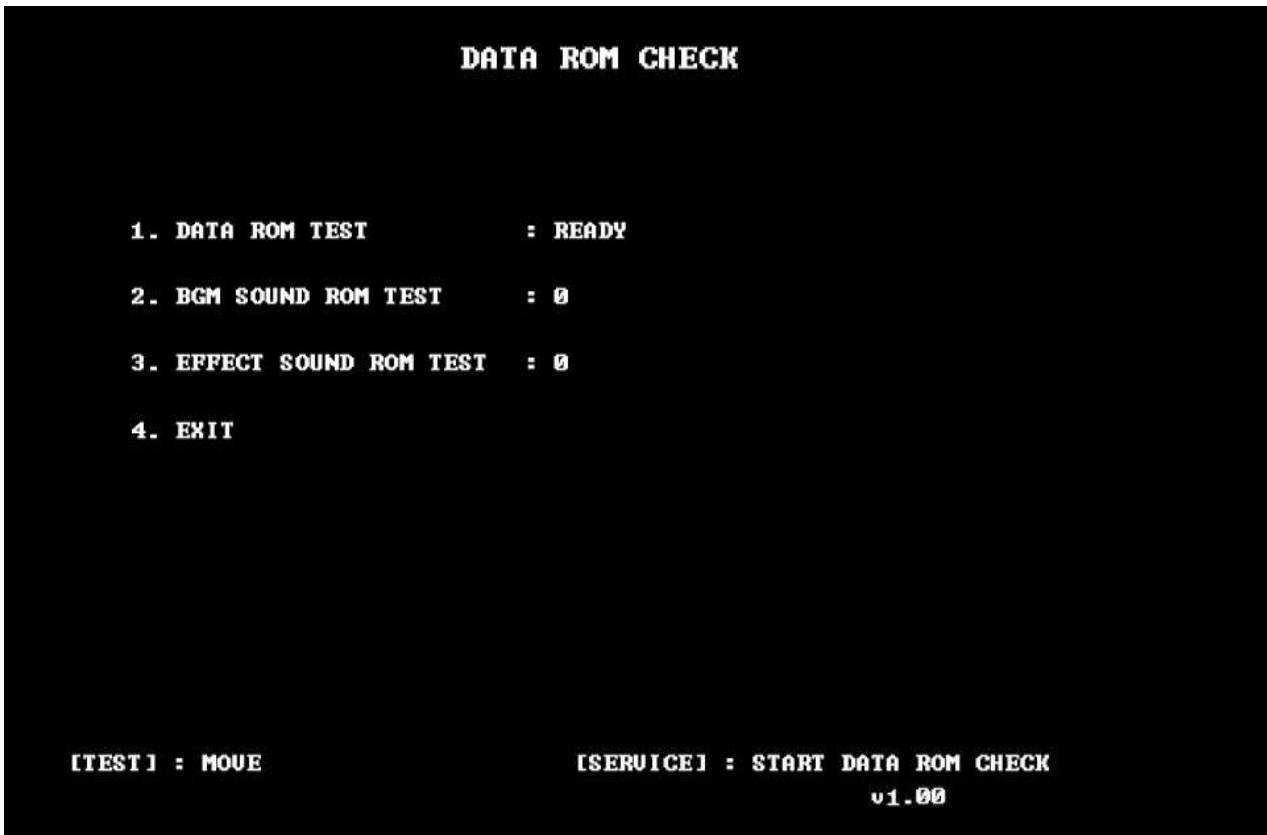 DATA ROM CHECK
1. DATA ROM TEST : READY
2. BGM SOUND ROM TEST : 0
3. EFFECT SOUND ROM TEST : 0
4. EXIT
[TEST] : MOVE [SERVICE] : START DATA ROM CHECK
v1.00